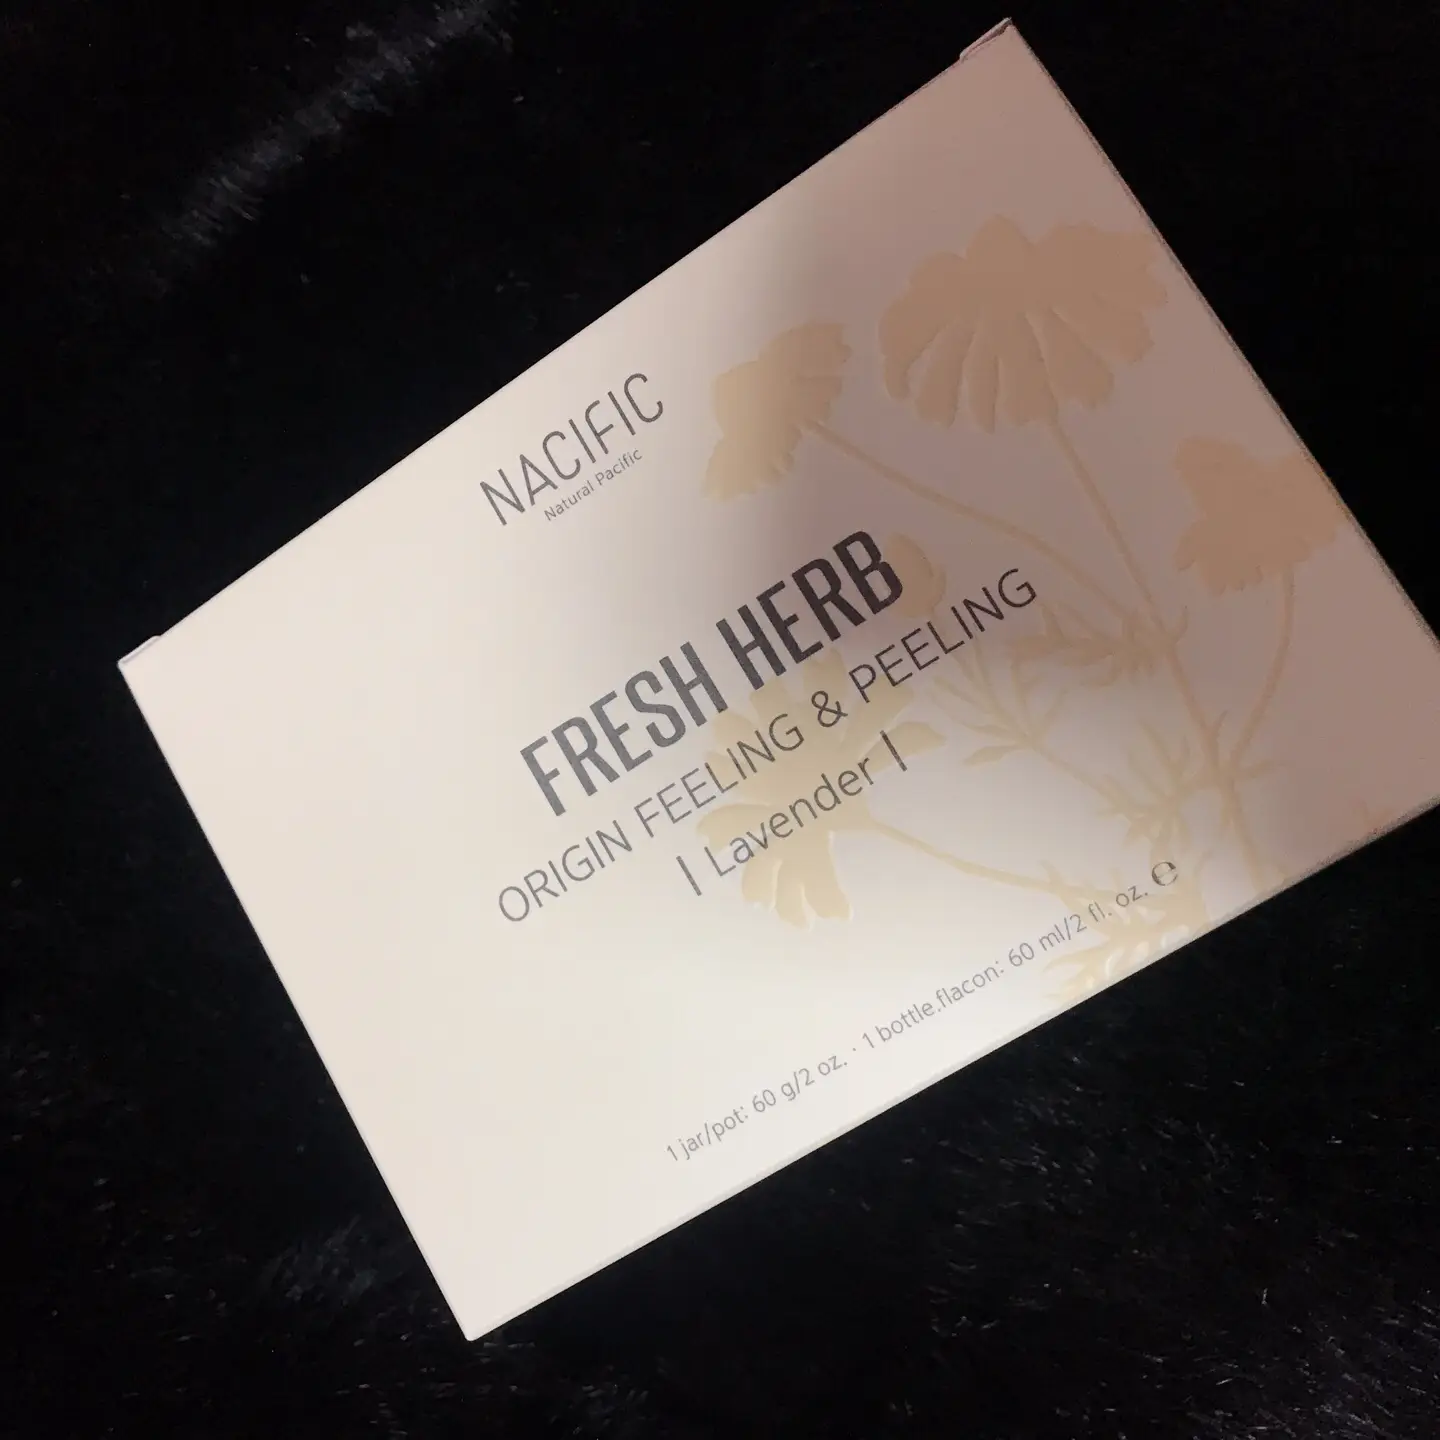 NACIFIC
Natural Pacific
FRESH HERB
ORIGIN FEELING & PEELING
| Lavender |
1 jar/pot: 60 g/2 oz. · 1 bottle.flacon: 60 ml/2 fl. oz. ℮